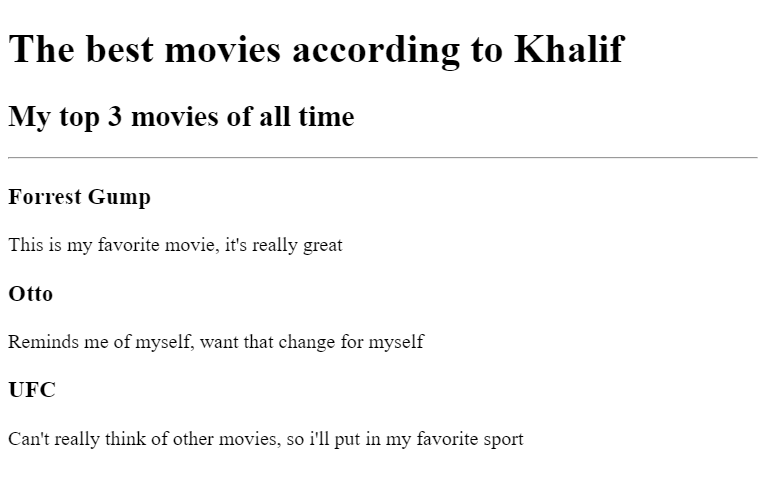 The best movies according to Khalif
My top 3 movies of all time
Forrest Gump
This is my favorite movie, it's really great
Otto
Reminds me of myself, want that change for myself
UFC
Can't really think of other movies, so i'll put in my favorite sport